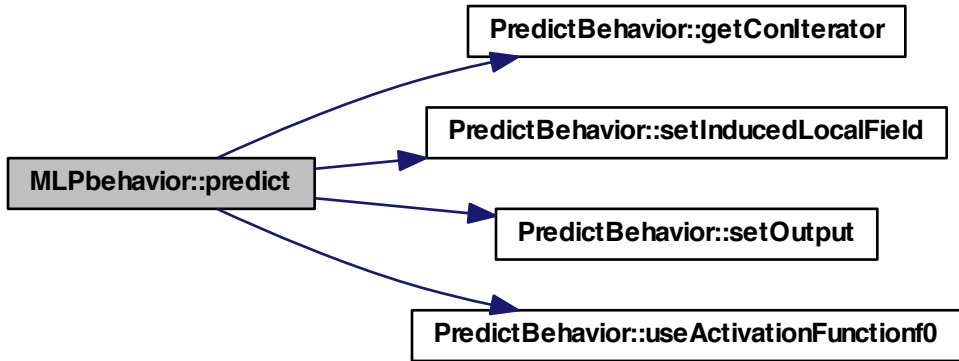 PredictBehavior::getConIterator
PredictBehavior::setInducedLocalField
MLPbehavior::predict
PredictBehavior::setOutput
PredictBehavior::useActivationFunctionf0